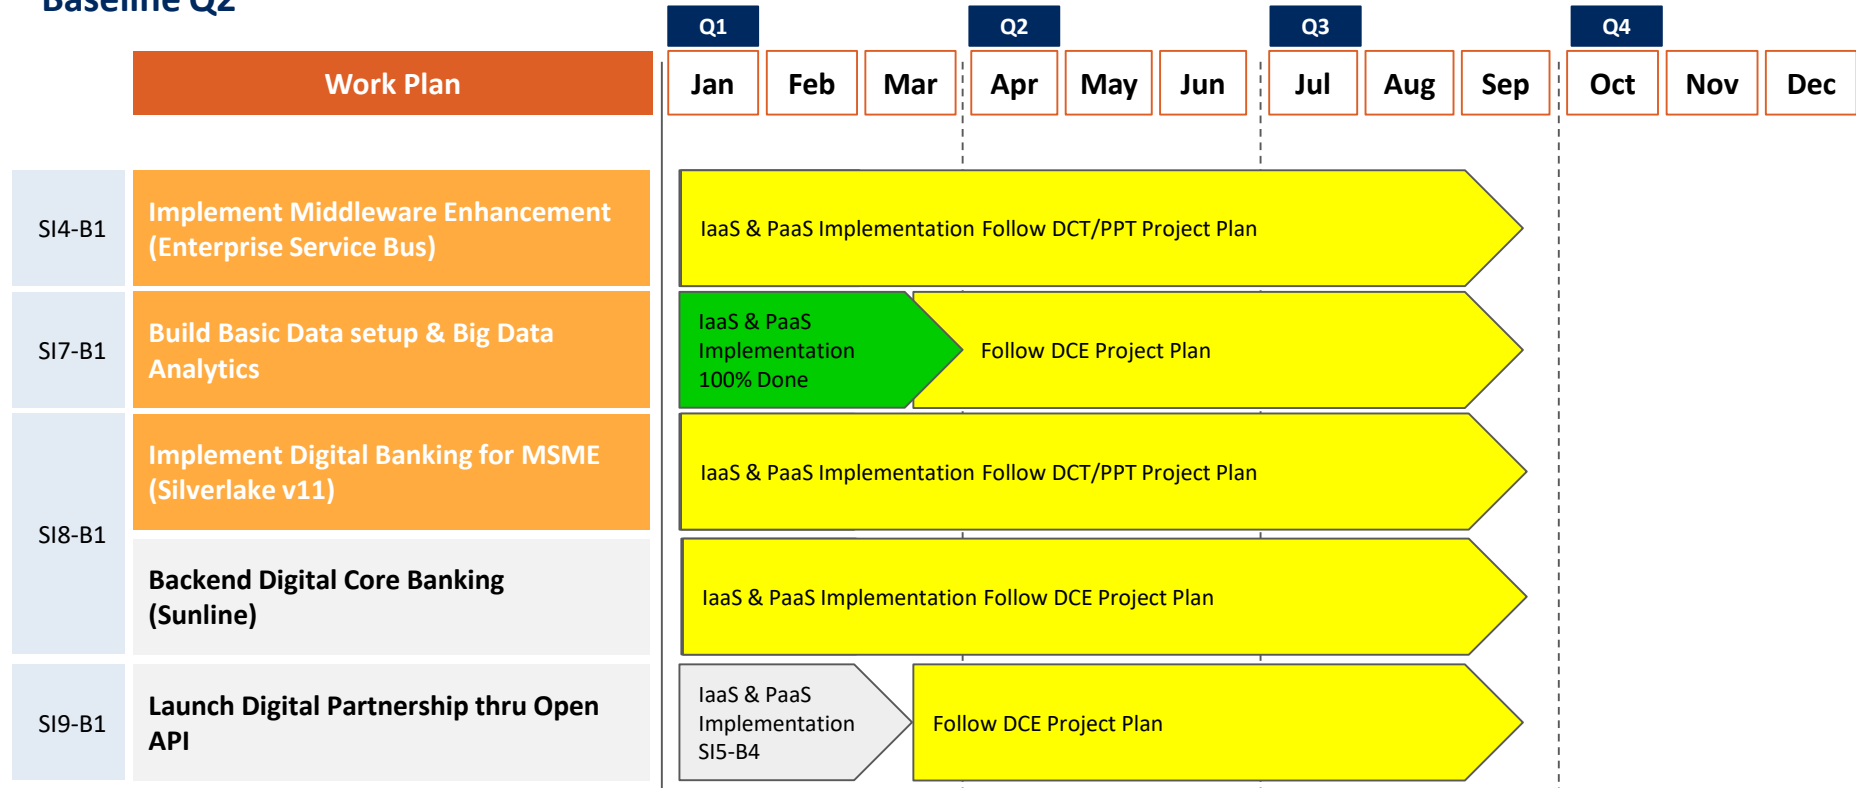 Baseline Q2
Q1
Q2
Q3
Q4
Work Plan
Jan
Feb
Mar
Apr
May
Jun
Jul
Aug
Sep
Oct
Nov
Dec
SI4-B1
Implement Middleware Enhancement
(Enterprise Service Bus)
IaaS & PaaS Implementation Follow DCT/PPT Project Plan
SI7-B1
Build Basic Data setup & Big Data
Analytics
IaaS & PaaS
Implementation
100% Done
Follow DCE Project Plan
SI8-B1
Implement Digital Banking for MSME
(Silverlake v11)
IaaS & PaaS Implementation Follow DCT/PPT Project Plan
Backend Digital Core Banking
(Sunline)
IaaS & PaaS Implementation Follow DCE Project Plan
SI9-B1
Launch Digital Partnership thru Open
API
IaaS & PaaS
Implementation
SI5-B4
Follow DCE Project Plan